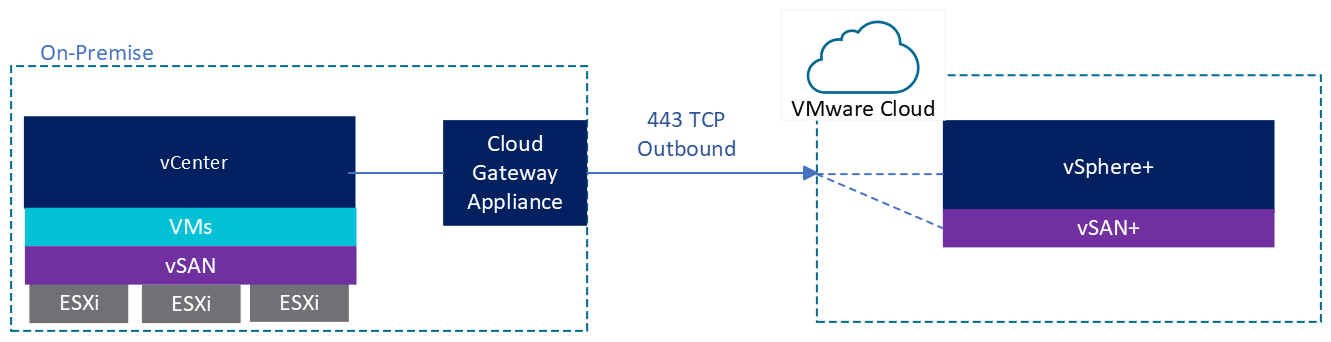 On-Premise
vCenter
VMs
vSAN
ESXi
ESXi
ESXi
Cloud
Gateway
Appliance
443 TCP
Outbound
VMware Cloud
vSphere+
vSAN+